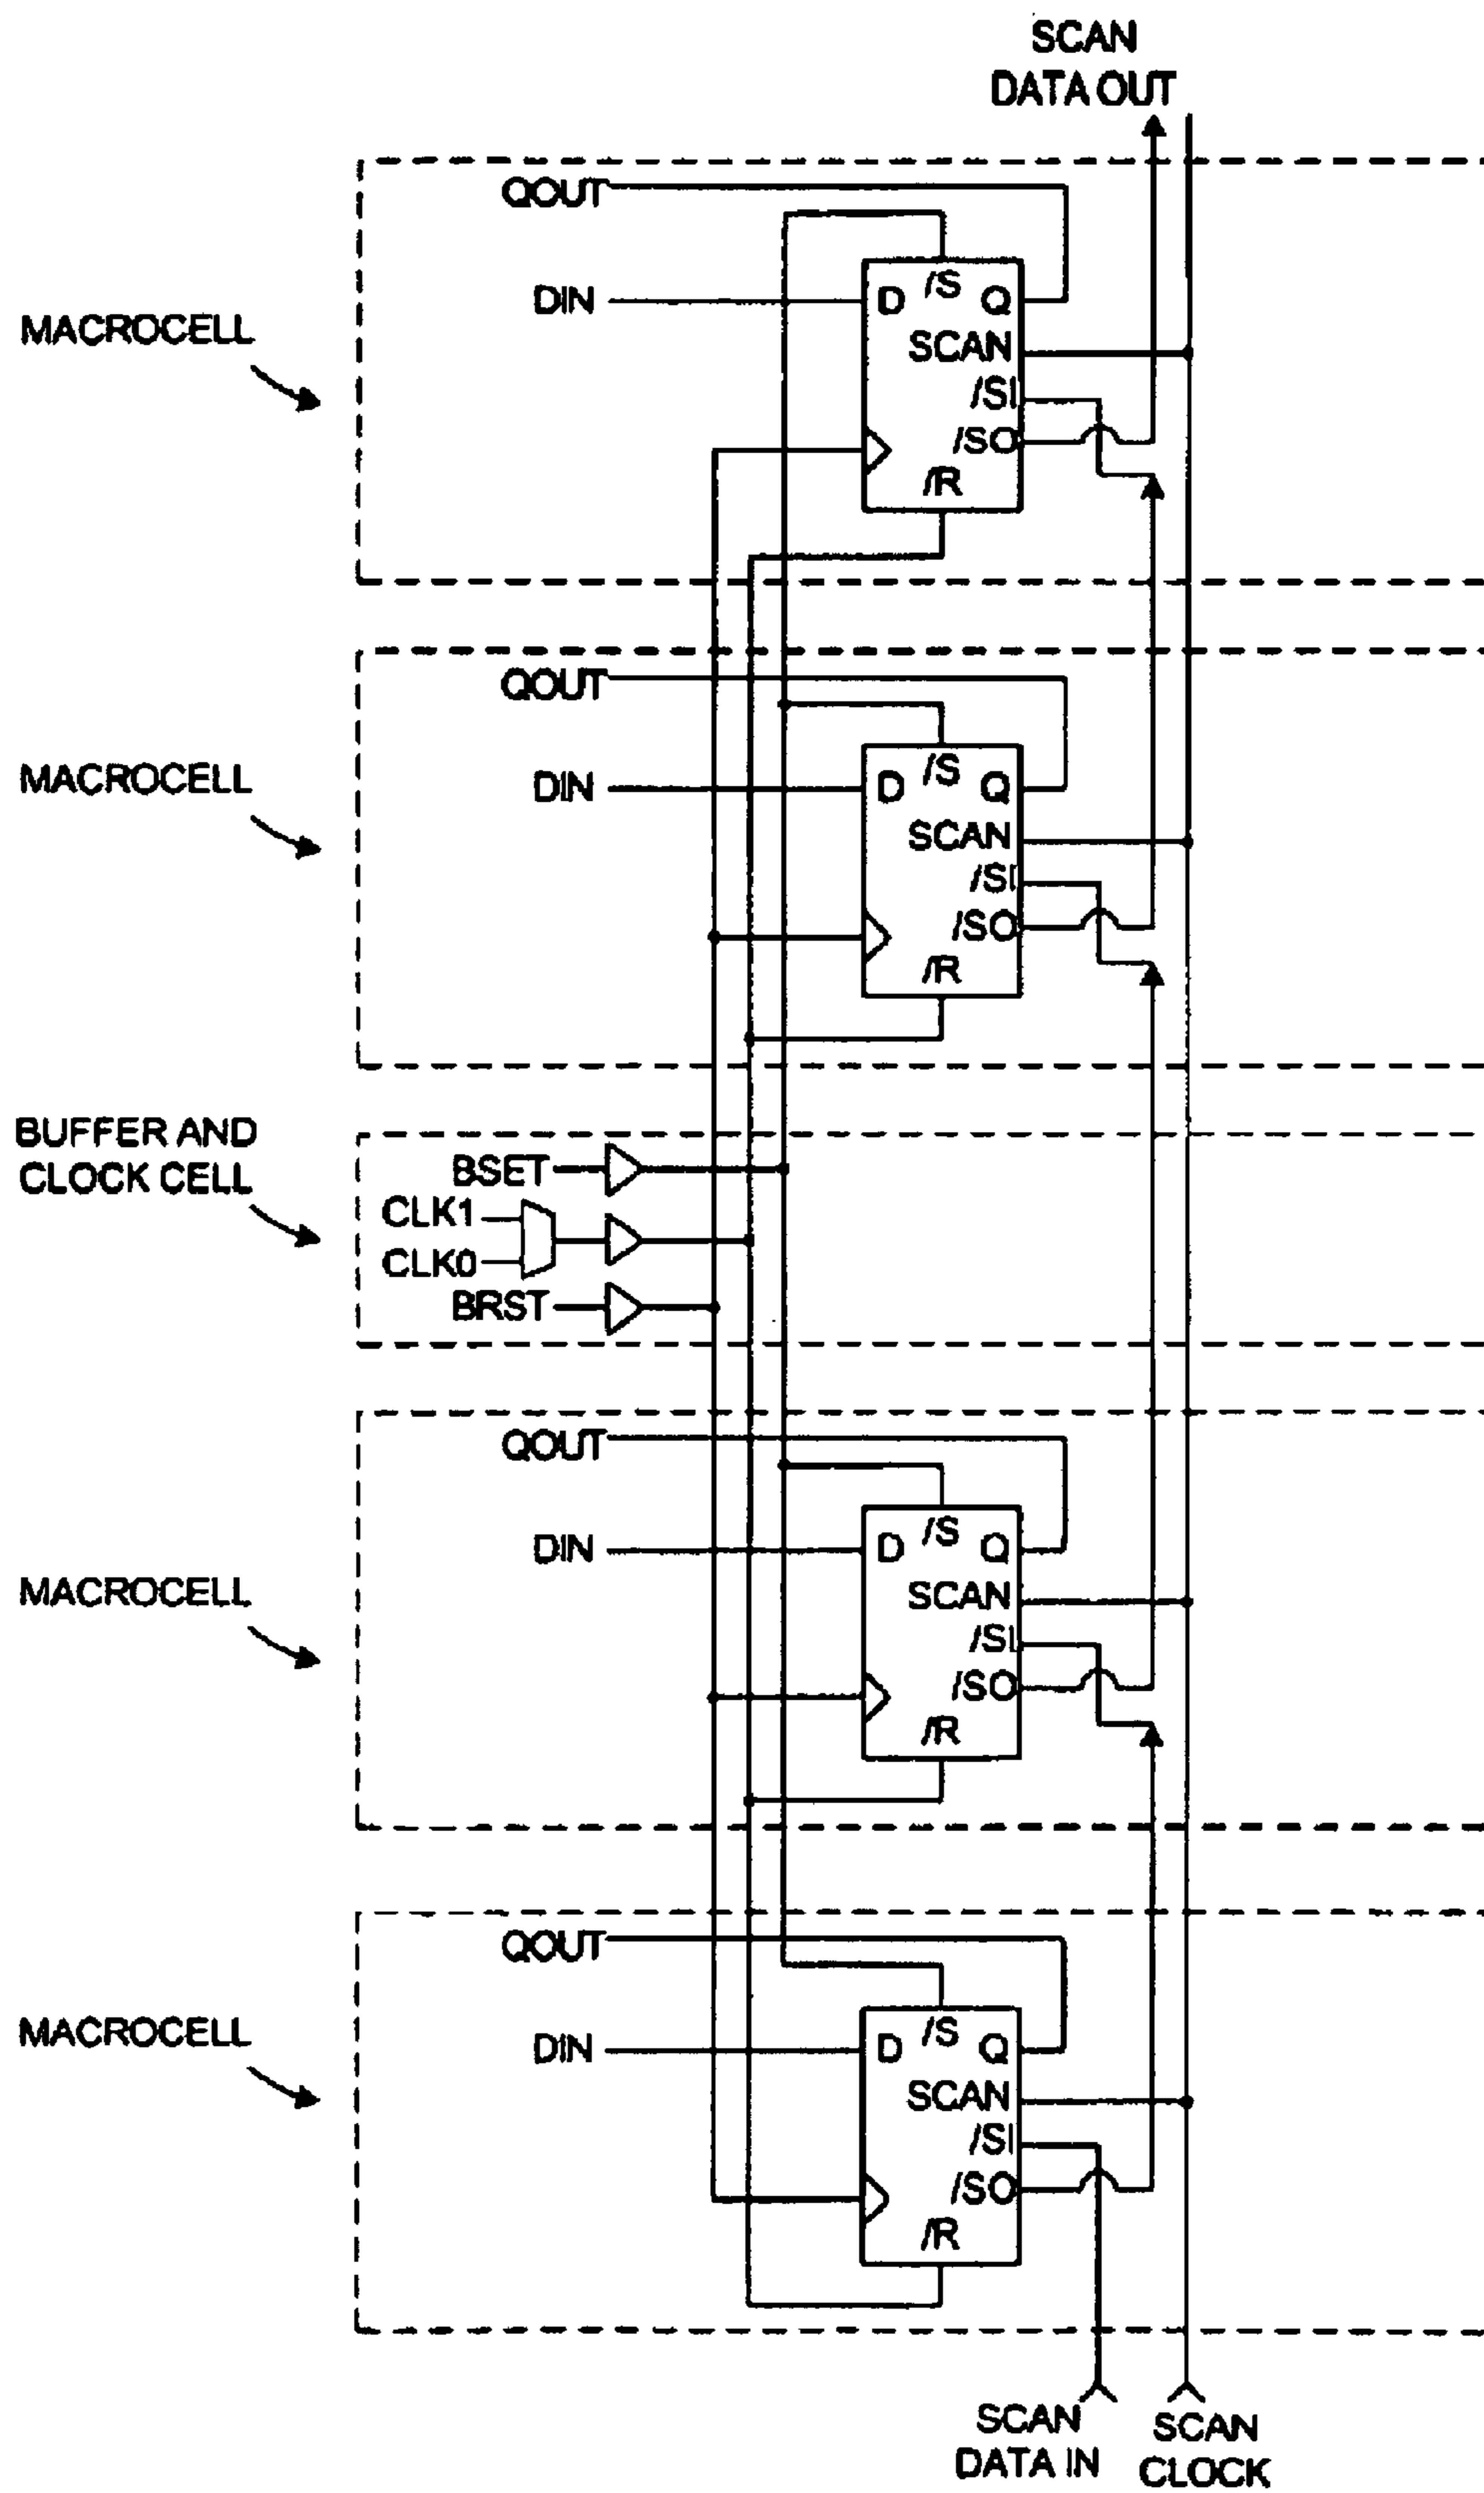 SCAN
DATA OUT
MACROCELL
QOUT
DIN
D
/S
Q
SCAN
/SI
/SO
/R
MACROCELL
QOUT
DIN
D
/S
Q
SCAN
/SI
/SO
/R
BUFFER AND
CLOCK CELL
BSET
CLK1
CLK0
BRST
MACROCELL
QOUT
DIN
D
/S
Q
SCAN
/SI
/SO
/R
MACROCELL
QOUT
DIN
D
/S
Q
SCAN
/SI
/SO
/R
SCAN
DATA IN
SCAN
CLOCK